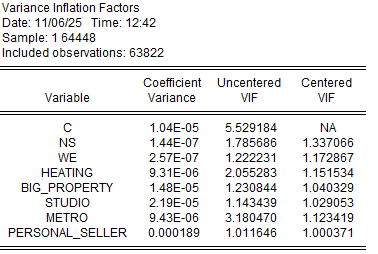 Variance Inflation Factors
Date: 11/06/25 Time: 12:42
Sample: 1 64448
Included observations: 63822
Coefficient Uncentered Centered
Variable Variance VIF VIF
C 1.04E-05 5.529184 NA
NS 1.44E-07 1.785686 1.337066
WE 2.57E-07 1.222231 1.172867
HEATING 9.31E-06 2.055283 1.151534
BIG_PROPERTY 1.48E-05 1.230844 1.040329
STUDIO 2.19E-05 1.143439 1.029053
METRO 9.43E-06 3.180470 1.123419
PERSONAL_SELLER 0.000189 1.011646 1.000371